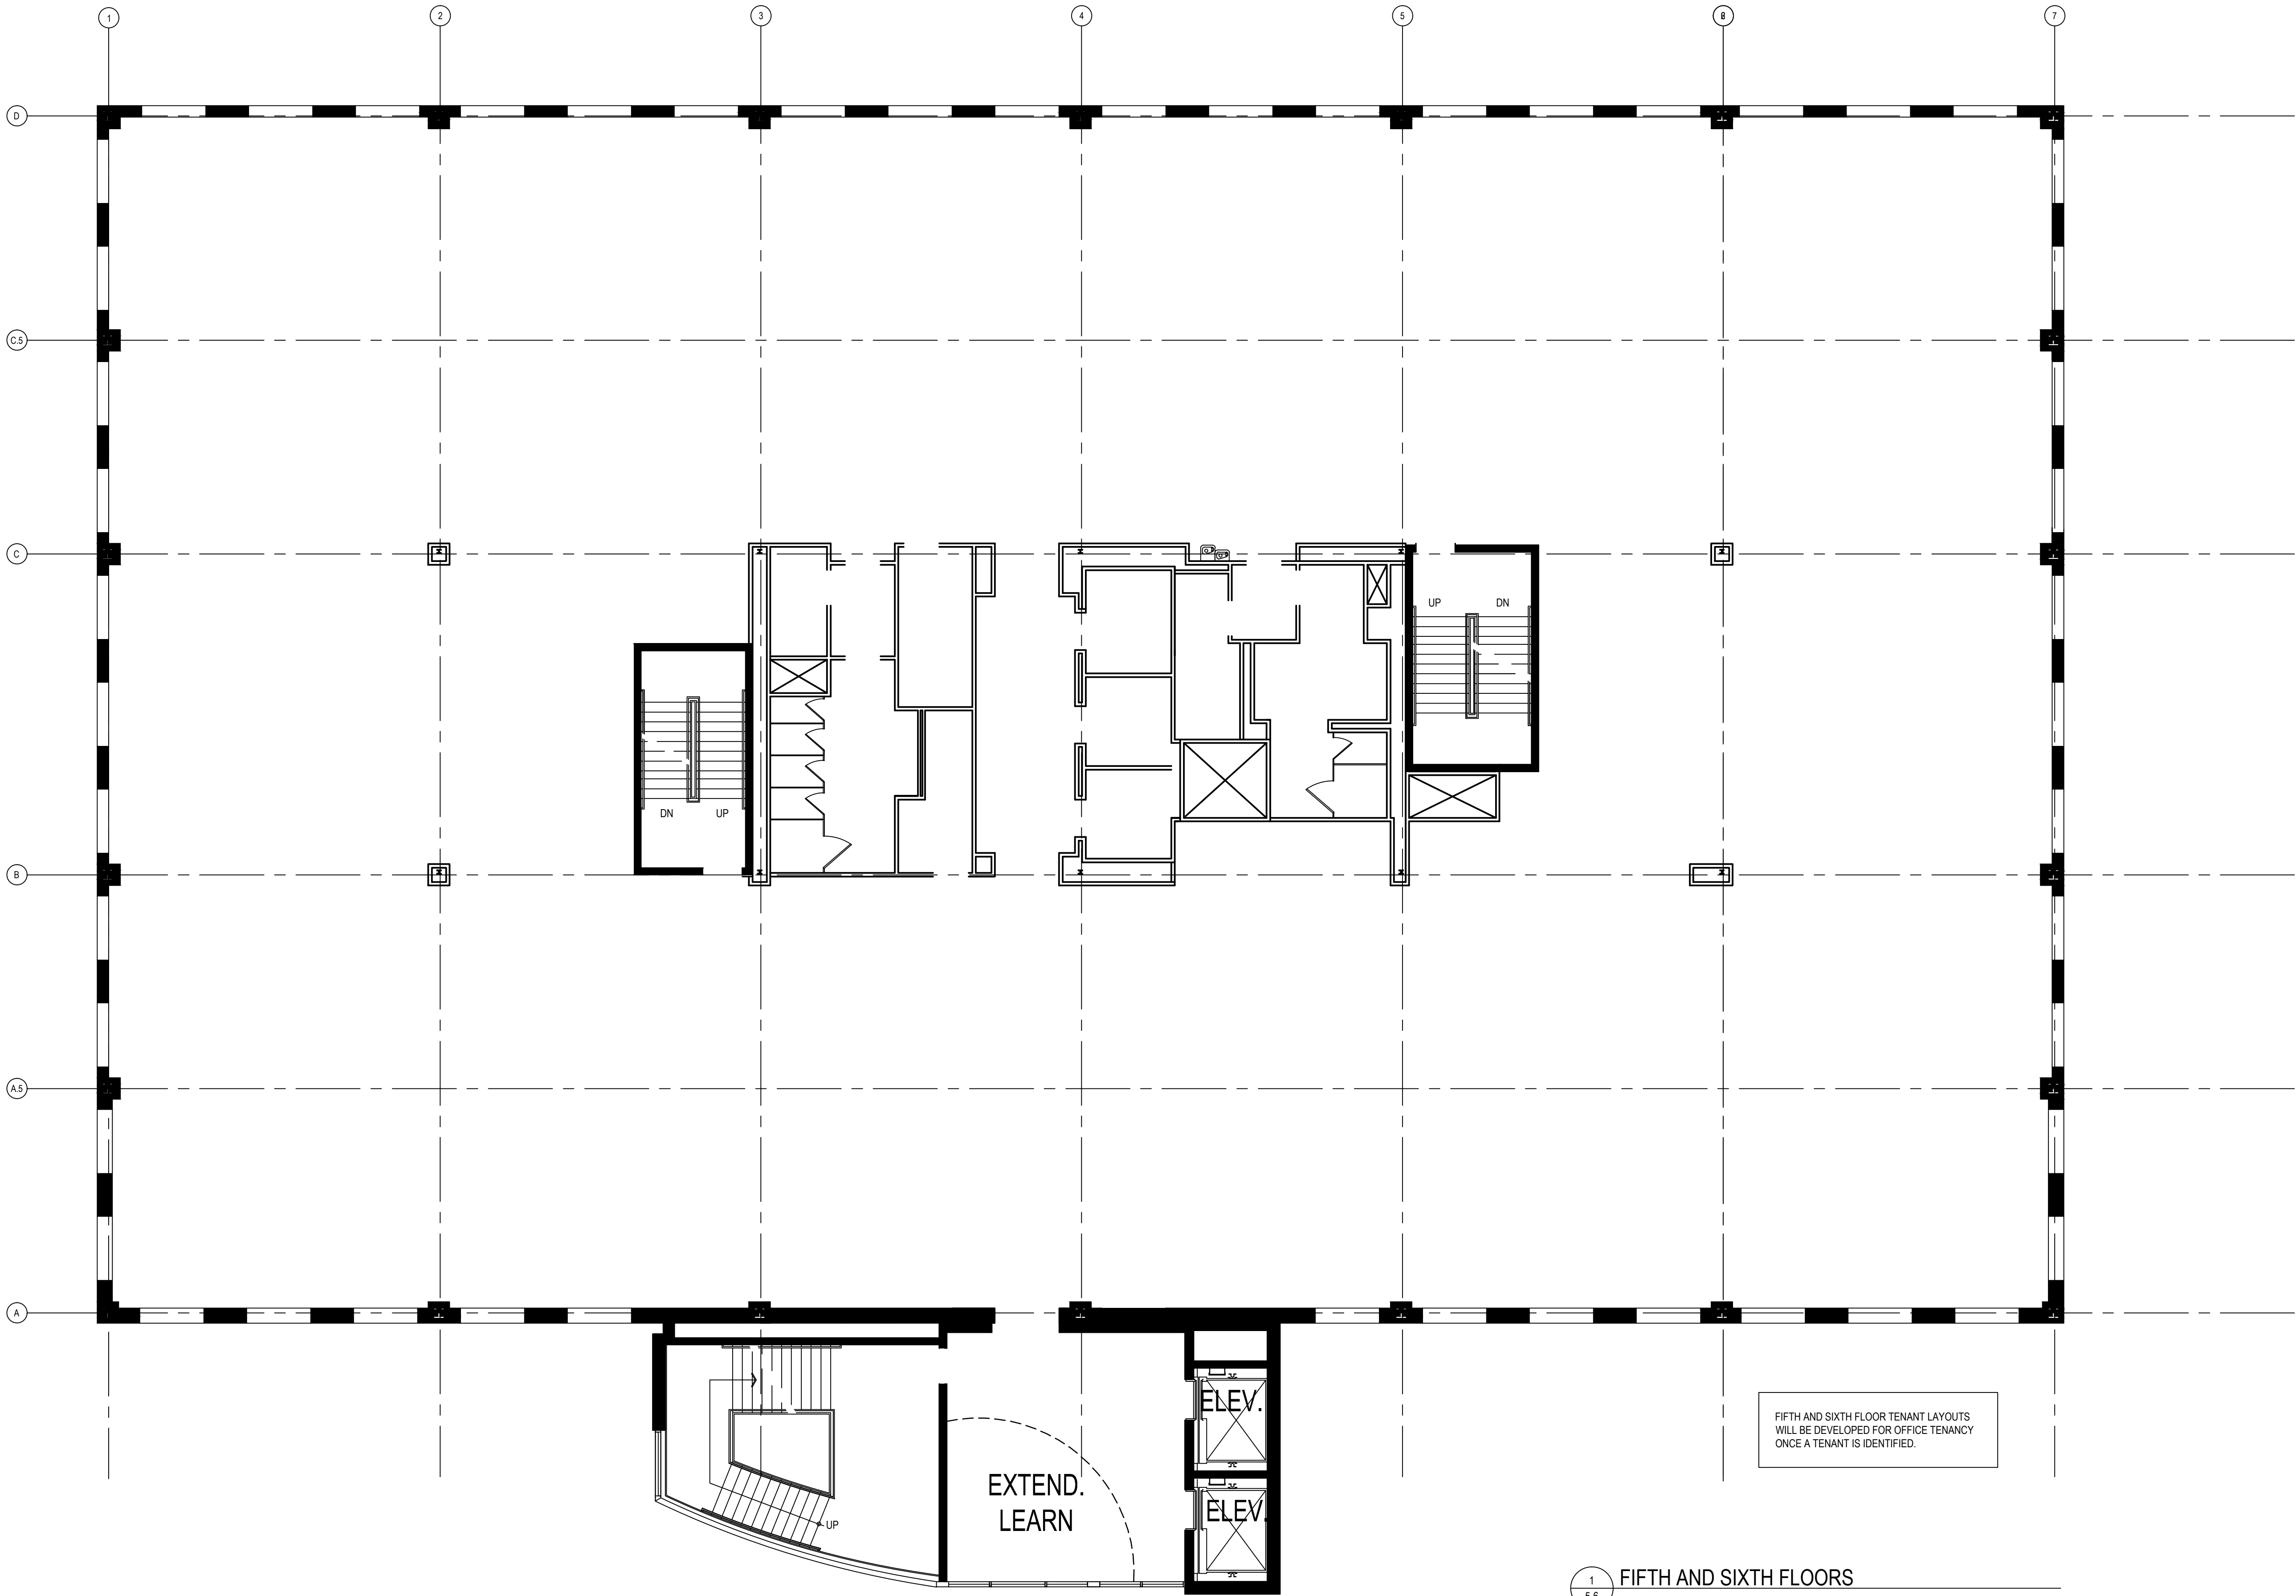 1
2
3
4
5
7
D
C.5
C
UP DN
DN UP
B
A.5
A
ELEV.
FIFTH AND SIXTH FLOOR TENANT LAYOUTS
WILL BE DEVELOPED FOR OFFICE TENANCY
ONCE A TENANT IS IDENTIFIED.
EXTEND.
LEARN
ELEV.
UP
1 FIFTH AND SIXTH FLOORS